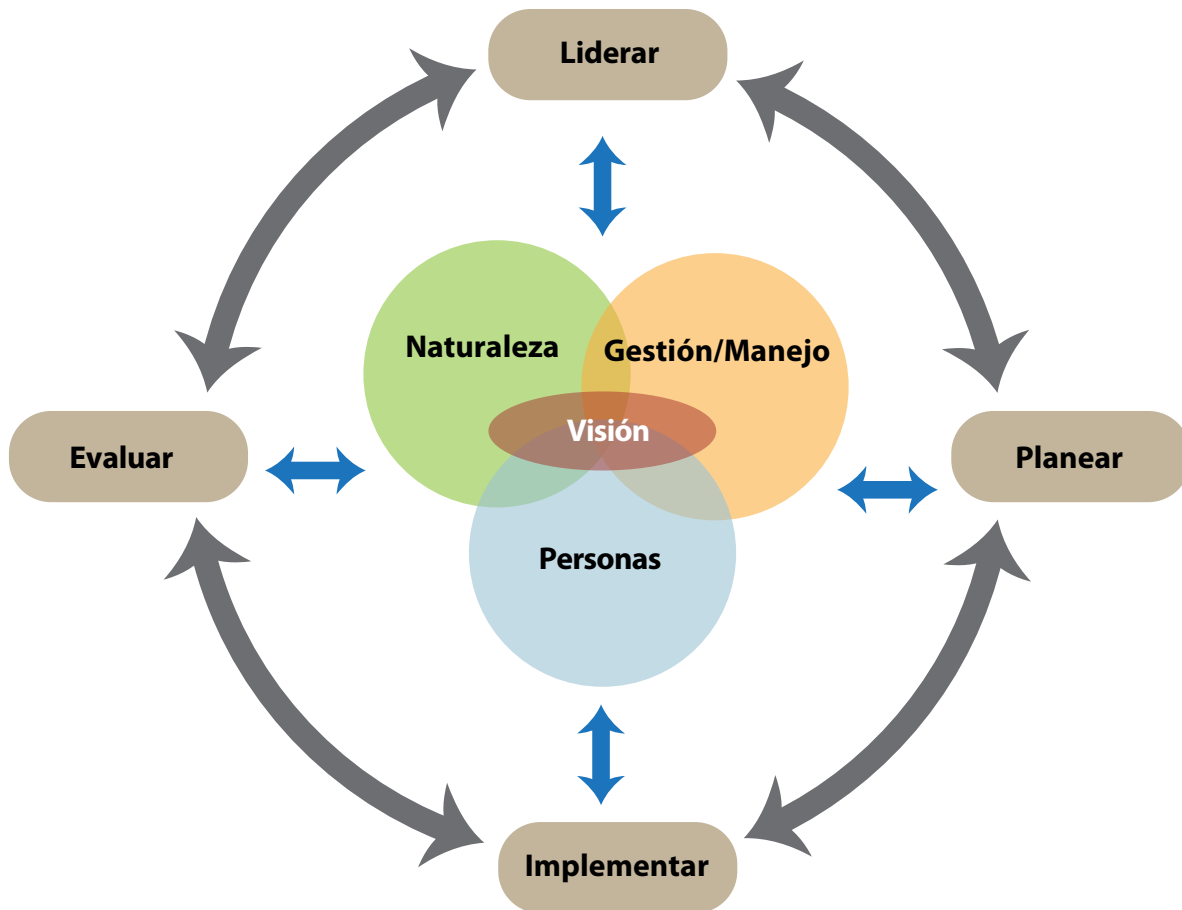 Liderar
Naturaleza
Gestión/Manejo
Visión
Evaluar
Planear
Personas
Implementar